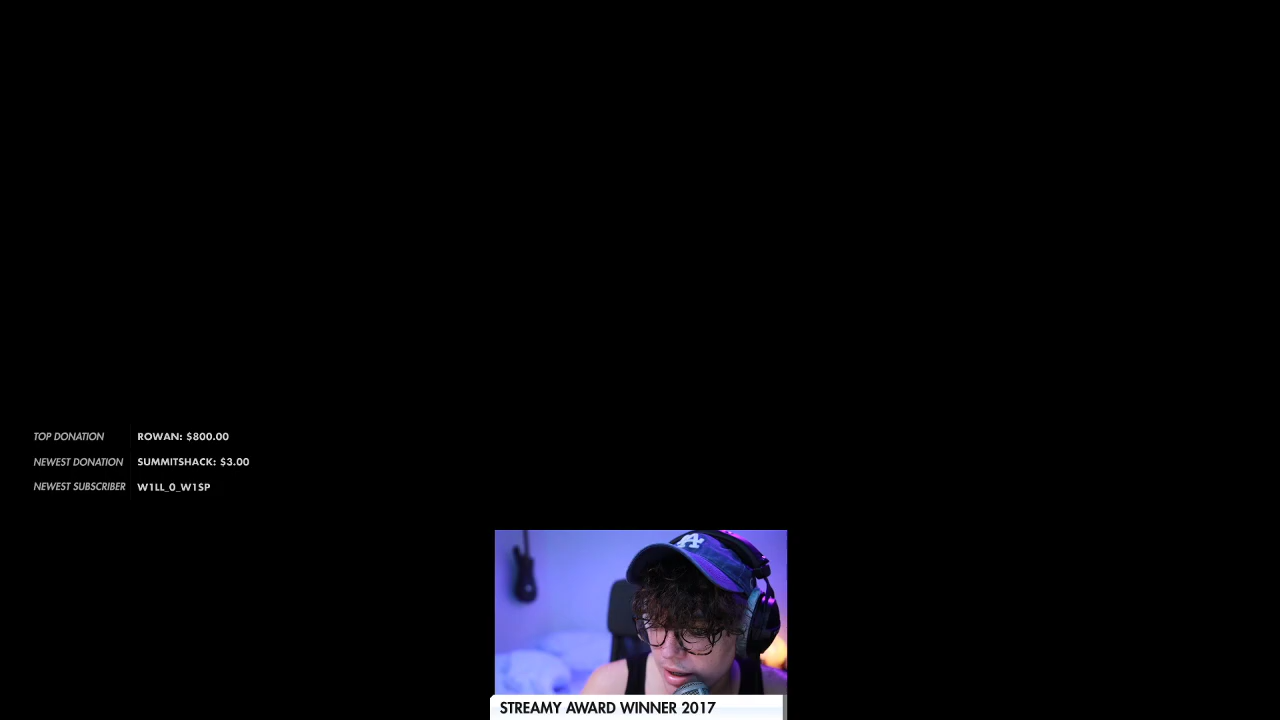 TOP DONATION ROWAN: $800.00
NEWEST DONATION SUMMITSHACK: $3.00
NEWEST SUBSCRIBER W1LL_0_W1SP
A
STREAMY AWARD WINNER 2017